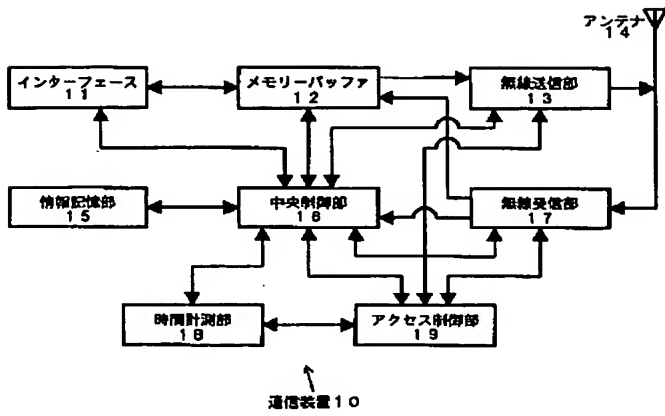 アンテナ
14
インターフェース
11
メモリーバッファ
12
無線送信部
13
情報記憶部
15
中央制御部
16
無線受信部
17
時間計測部
18
アクセス制御部
19
通信装置10